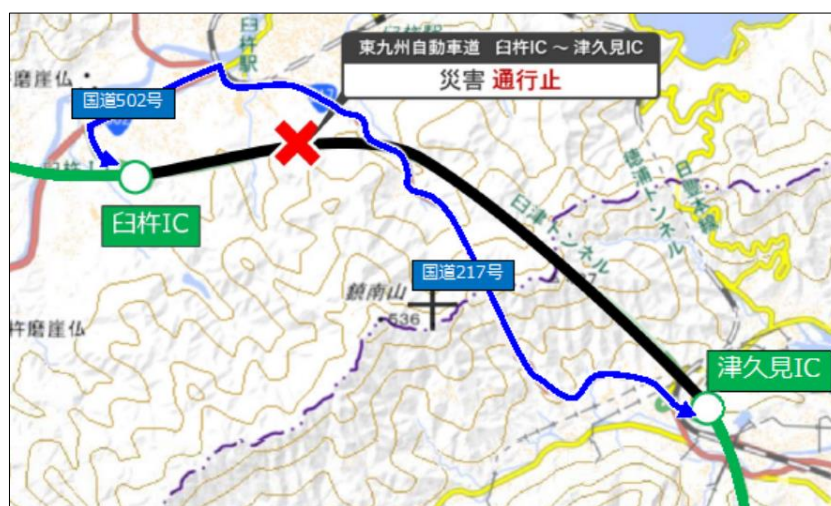 臼杵駅
東九州自動車道 臼杵IC ～ 津久見IC
災害 通行止
磨崖仏
国道502号
臼杵IC
徳浦トンネル
日豊本線
臼津トンネル
国道217号
鎮南山
536
杵磨崖仏
津久見IC